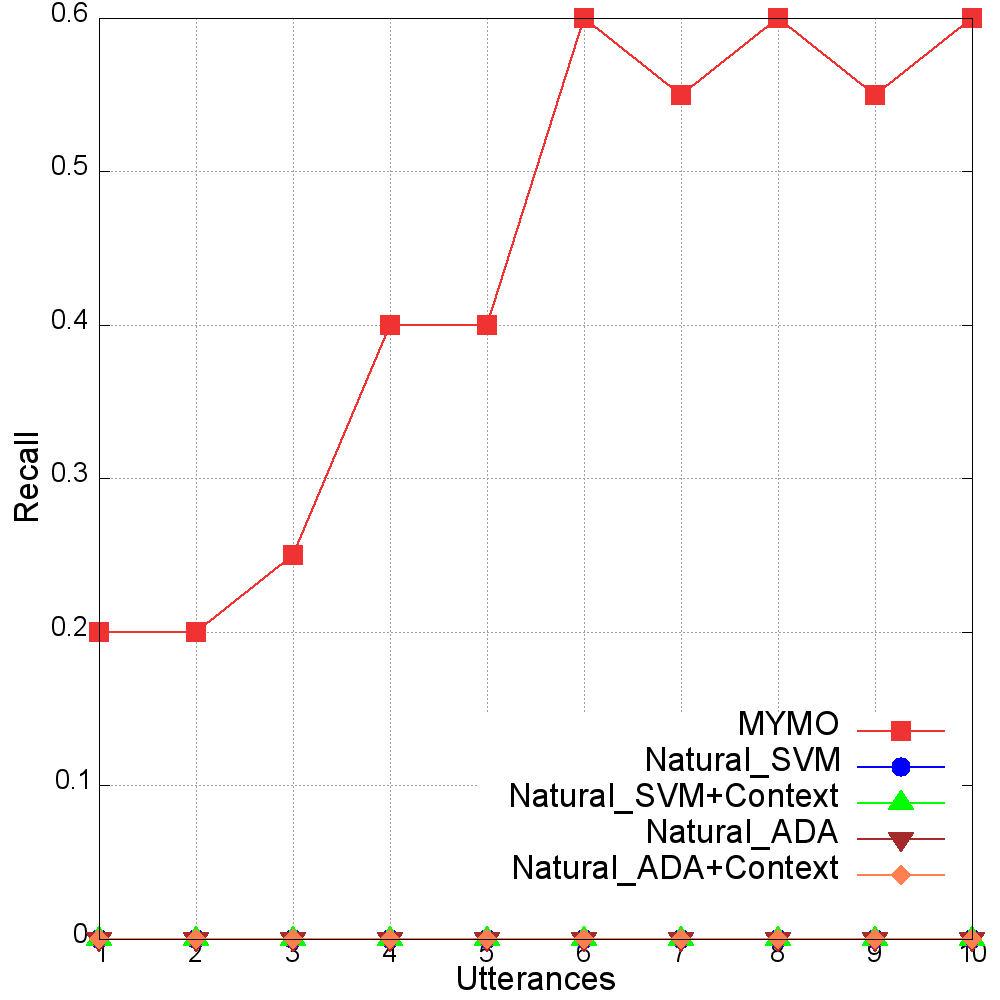 0.6
0.5
0.4
0.3
0.2
0.1
0
Recall
MYMO
Natural_SVM
Natural_SVM+Context
Natural_ADA
Natural_ADA+Context
1 2 3 4 5 6 7 8 9 10
Utterances